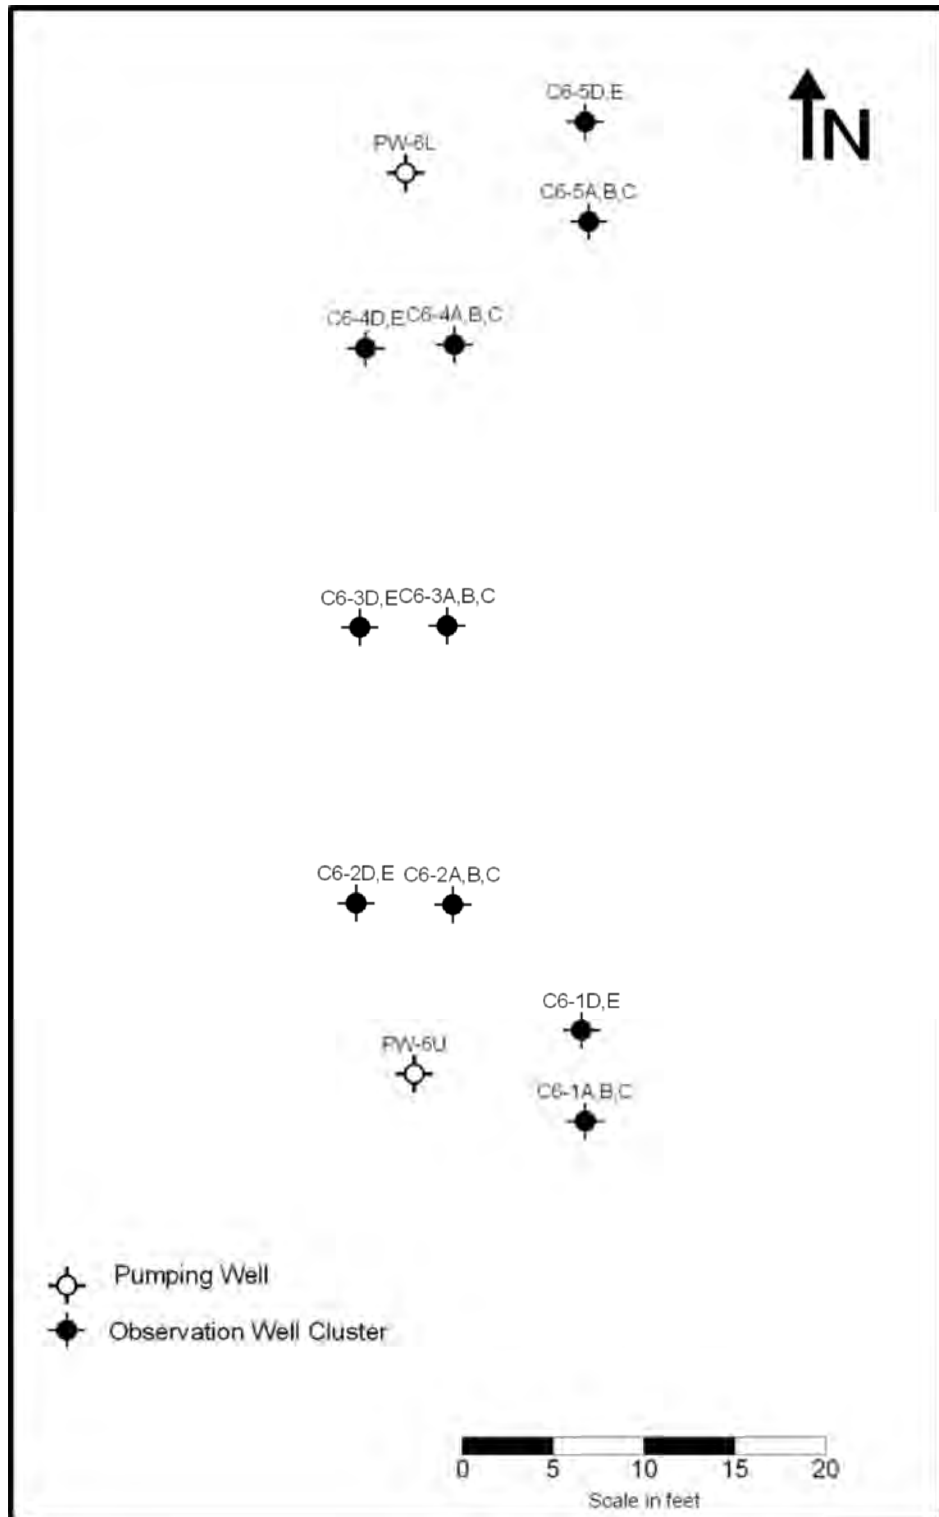 C6-5D,E
N
PW-6L
C6-5A,B,C
C6-4D,E C6-4A,B,C
C6-3D,E C6-3A,B,C
C6-2D,E C6-2A,B,C
C6-1D,E
PW-6U
C6-1A,B,C
Pumping Well
Observation Well Cluster
0 5 10 15 20
Scale in feet